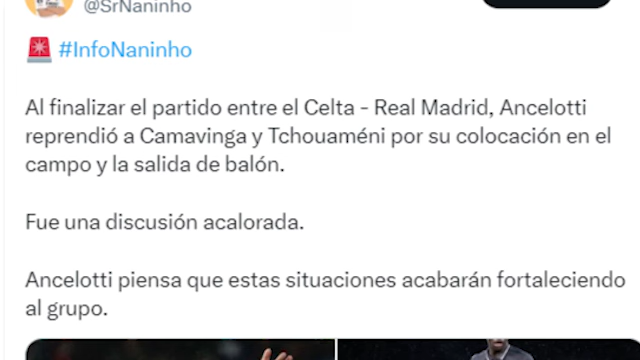 @SrNaninho
🚨 #InfoNaninho
Al finalizar el partido entre el Celta - Real Madrid, Ancelotti
reprendió a Camavinga y Tchouaméni por su colocación en el
campo y la salida de balón.
Fue una discusión acalorada.
Ancelotti piensa que estas situaciones acabarán fortaleciendo
al grupo.